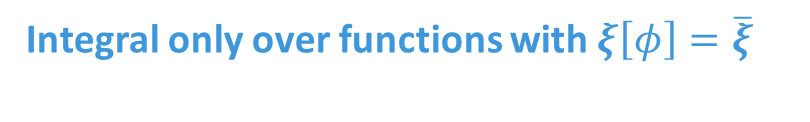 Integral only over functions with ξ[ϕ] = ξ̅